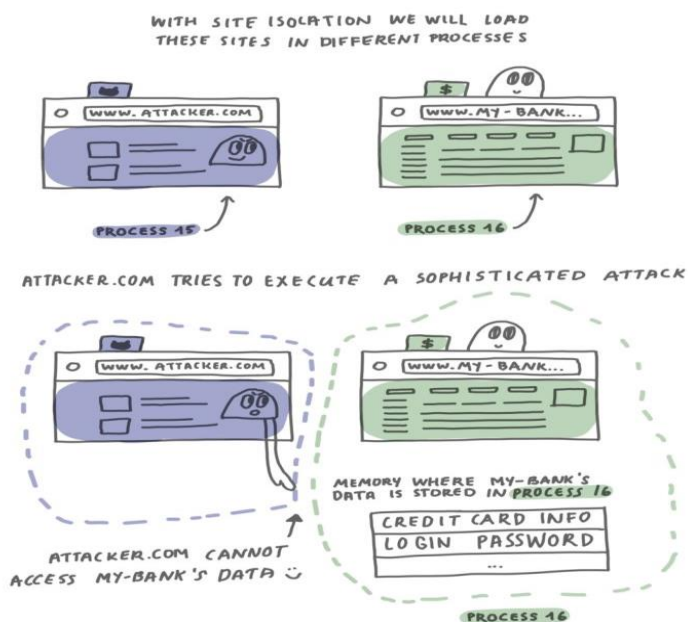 WITH SITE ISOLATION WE WILL LOAD
THESE SITES IN DIFFERENT PROCESSES
$
WWW. ATTACKER.COM
WWW.MY-BANK...
PROCESS 15
PROCESS 16
ATTACKER.COM TRIES TO EXECUTE A SOPHISTICATED ATTACK
$
WWW. ATTACKER.COM
WWW.MY-BANK...
MEMORY WHERE MY-BANK'S
DATA IS STORED IN PROCESS 16
CREDIT CARD INFO
LOGIN PASSWORD
...
ATTACKER.COM CANNOT
ACCESS MY-BANK'S DATA
PROCESS 16